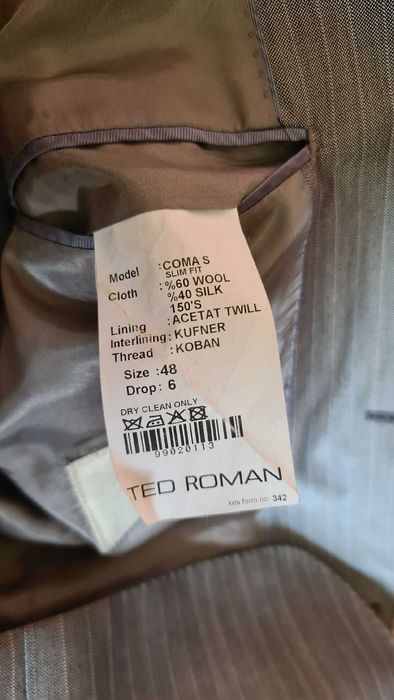 Model :COMA S
SLIM FIT
Cloth :%60 WOOL
%40 SILK
150'S
Lining :ACETAT TWILL
Interlining: KUFNER
Thread :KOBAN
Size :48
Drop: 6
DRY CLEAN ONLY
99020113
TED ROMAN
kes.form.no. 342